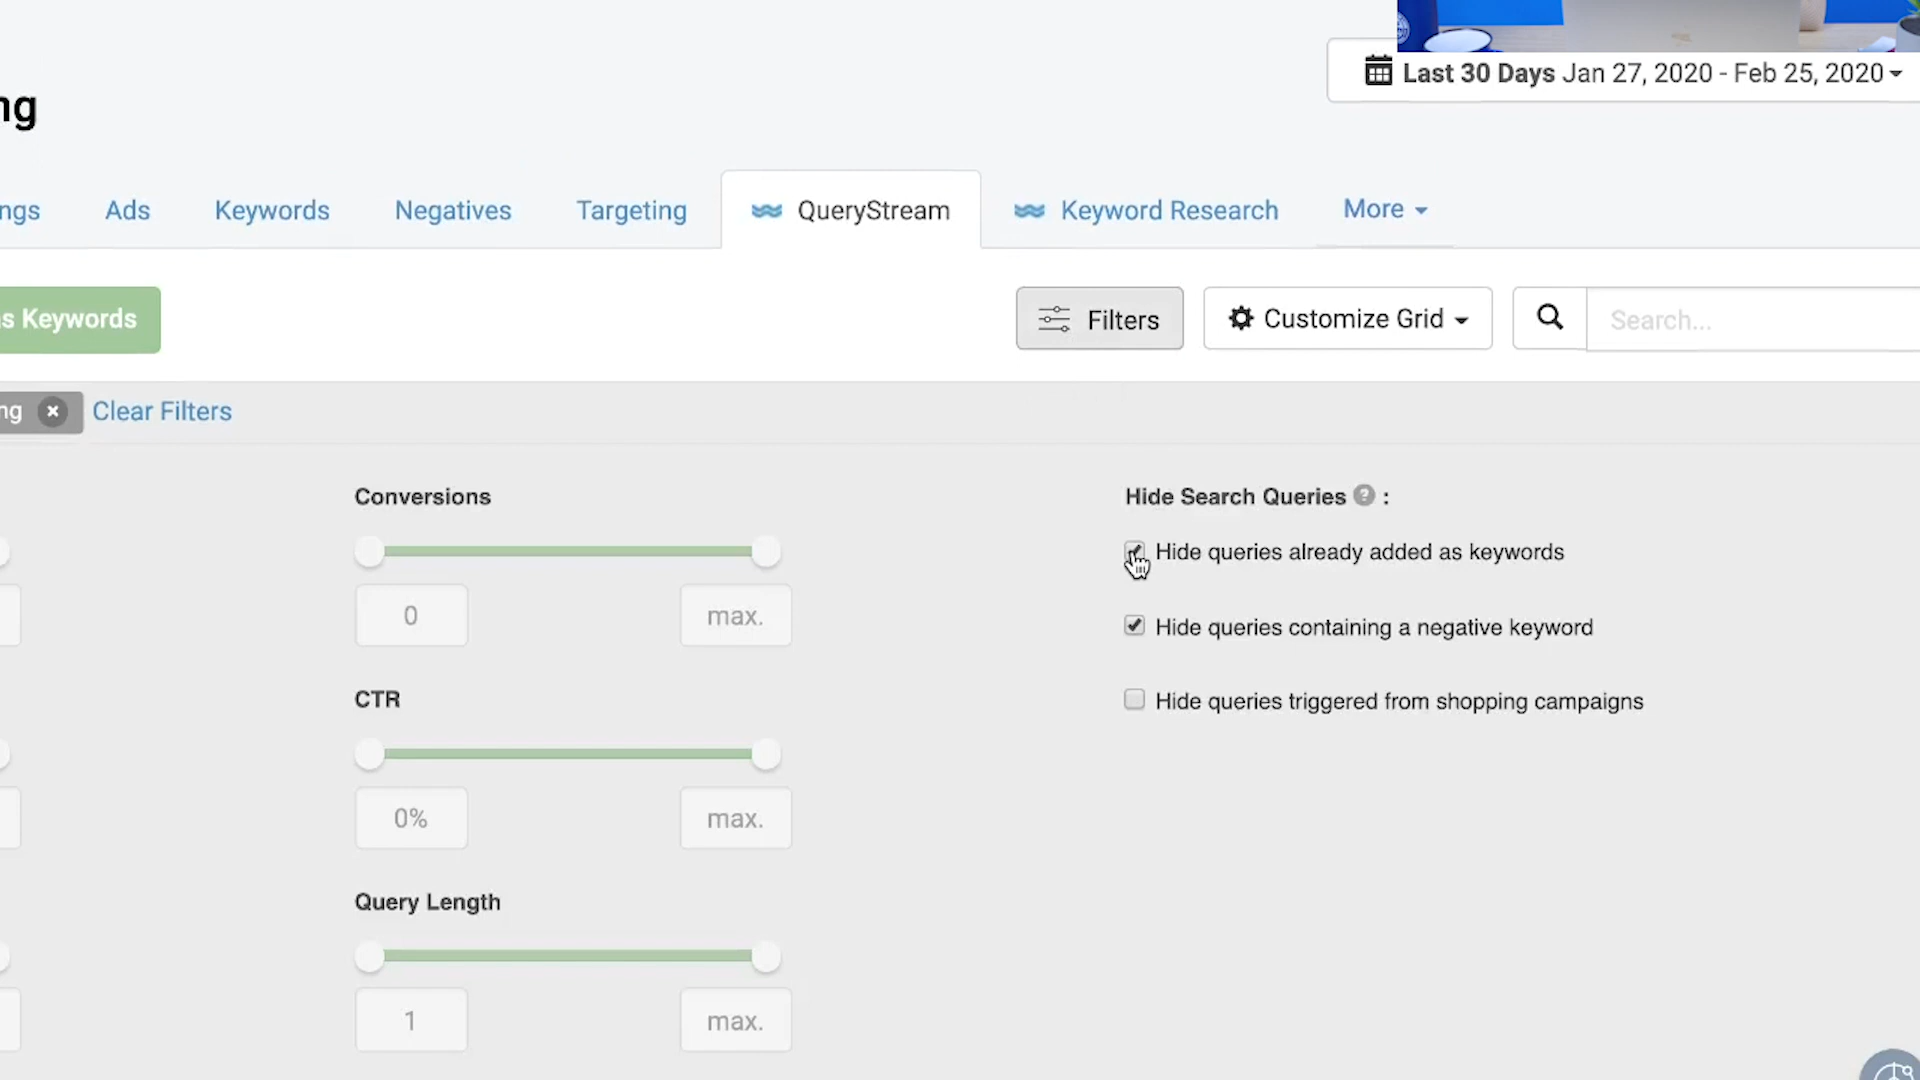 Last 30 Days Jan 27, 2020 - Feb 25, 2020
ng
ngs Ads Keywords Negatives Targeting QueryStream Keyword Research More
s Keywords Filters Customize Grid Search...
ng Clear Filters
Conversions Hide Search Queries ? :
Hide queries already added as keywords
0 max. Hide queries containing a negative keyword
CTR Hide queries triggered from shopping campaigns
0% max.
Query Length
1 max.